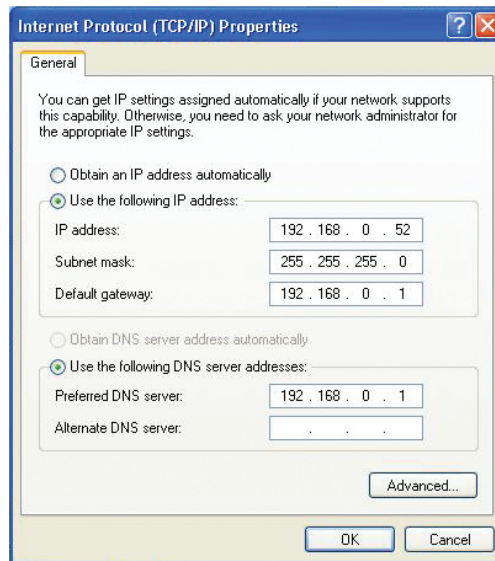 Internet Protocol (TCP/IP) Properties
General
You can get IP settings assigned automatically if your network supports
this capability. Otherwise, you need to ask your network administrator for
the appropriate IP settings.
Obtain an IP address automatically
Use the following IP address:
IP address: 192 . 168 . 0 . 52
Subnet mask: 255 . 255 . 255 . 0
Default gateway: 192 . 168 . 0 . 1
Obtain DNS server address automatically
Use the following DNS server addresses:
Preferred DNS server: 192 . 168 . 0 . 1
Alternate DNS server: . . .
Advanced...
OK Cancel